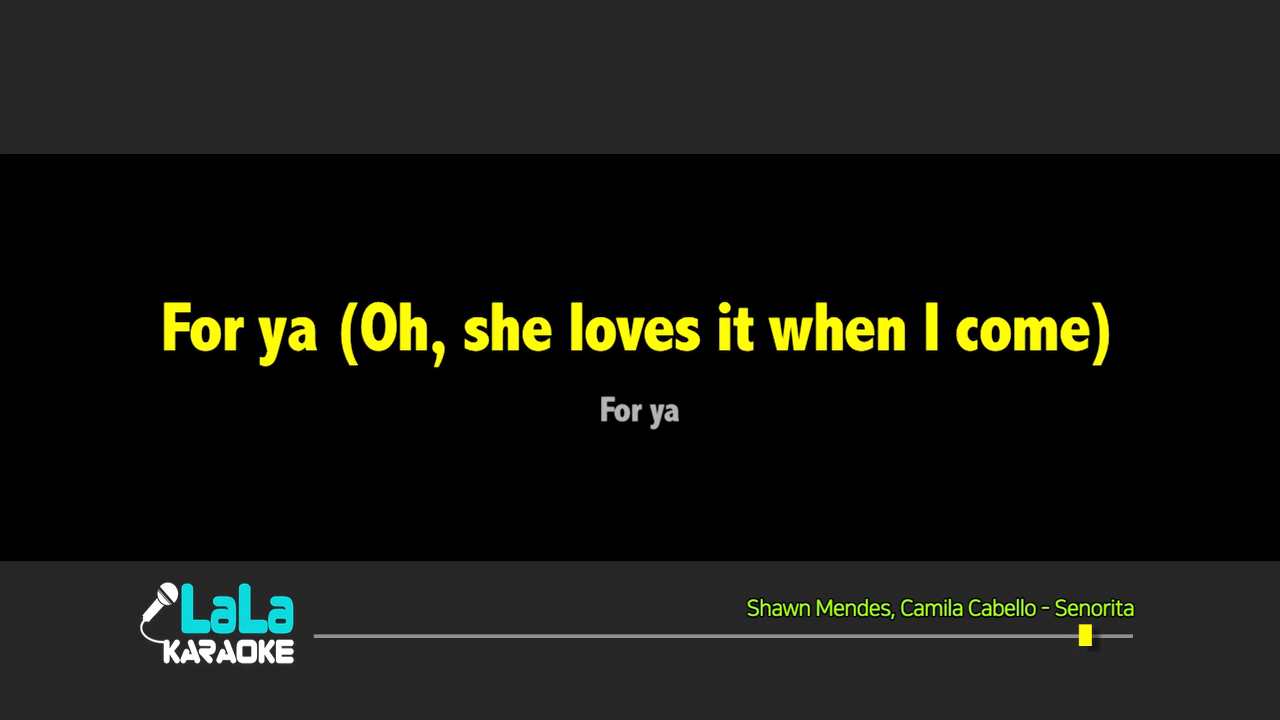 For ya (Oh, she loves it when I come)
For ya
LaLa
KARAOKE
Shawn Mendes, Camila Cabello - Senorita